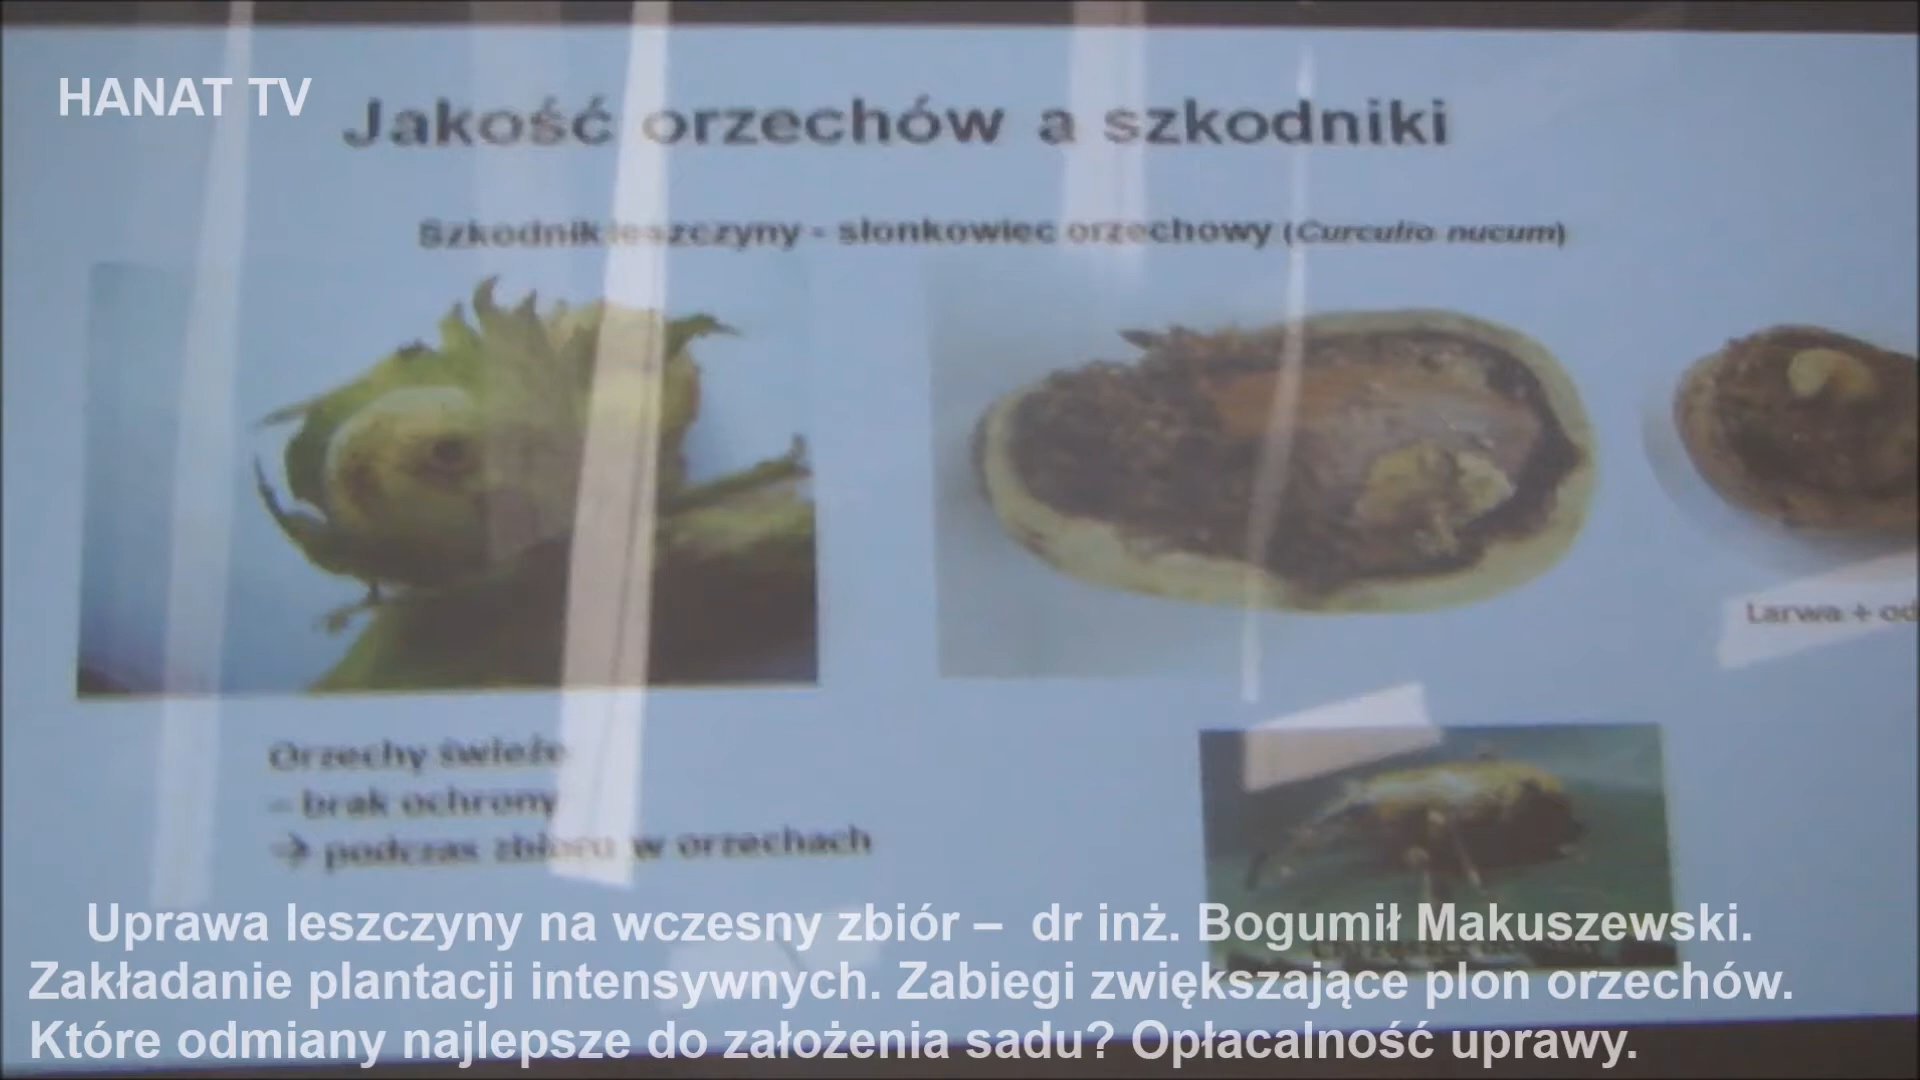 HANAT TV
Jakość orzechów a szkodniki
Szkodnik leszczyny - słonkowiec orzechowy (Curculio nucum)
Larwa +
Orzechy świeże
– brak ochrony
→ podczas zbioru w orzechach
Uprawa leszczyny na wczesny zbiór – dr inż. Bogumił Makuszewski.
Zakładanie plantacji intensywnych. Zabiegi zwiększające plon orzechów.
Które odmiany najlepsze do założenia sadu? Opłacalność uprawy.